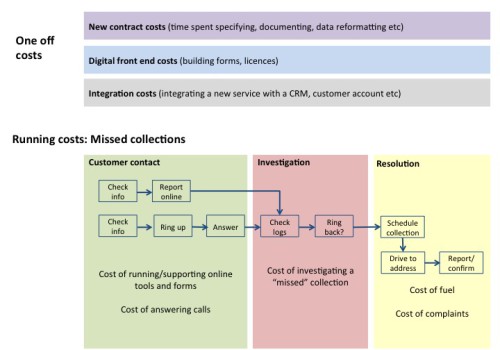 One off
costs
New contract costs (time spent specifying, documenting, data reformatting etc)
Digital front end costs (building forms, licences)
Integration costs (integrating a new service with a CRM, customer account etc)
Running costs: Missed collections
Customer contact
Check
info
Report
online
Check
info
Ring up
Answer
Cost of running/supporting online
tools and forms
Cost of answering calls
Investigation
Check
logs
Ring
back?
Cost of investigating a
“missed” collection
Resolution
Schedule
collection
Drive to
address
Report/
confirm
Cost of fuel
Cost of complaints